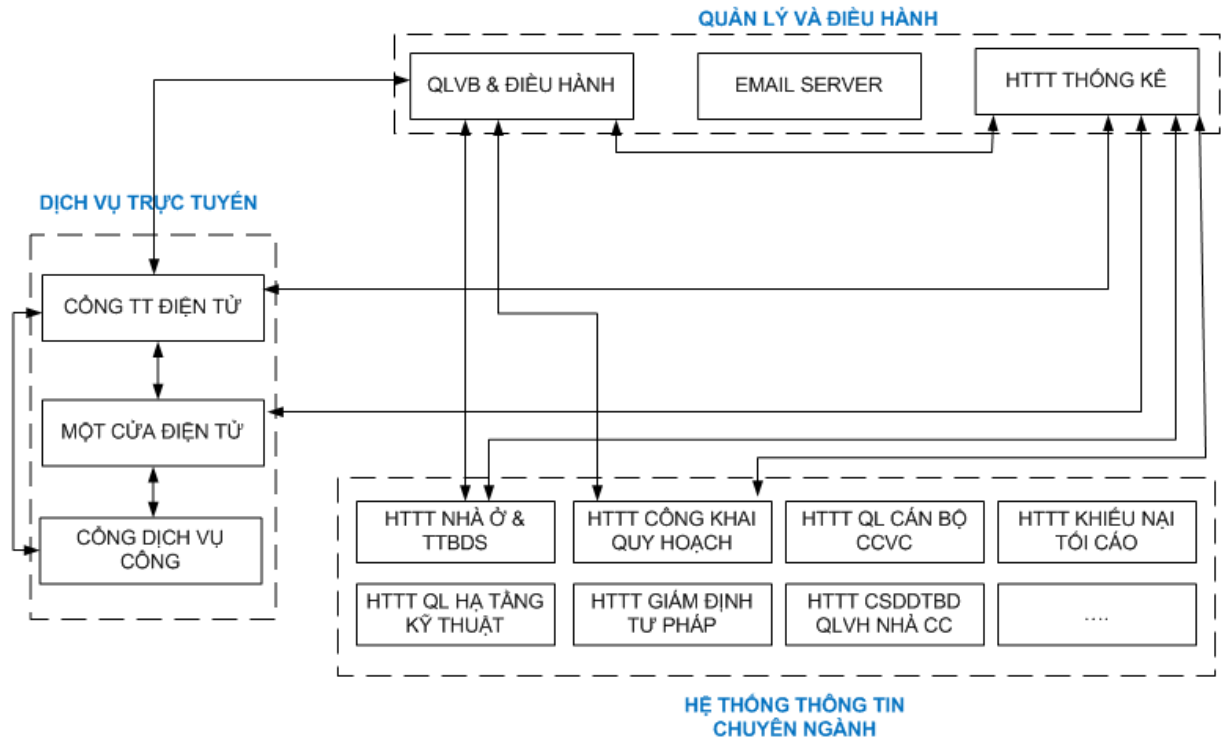 QUẢN LÝ VÀ ĐIỀU HÀNH
QLVB & ĐIỀU HÀNH
EMAIL SERVER
HTTT THỐNG KÊ
DỊCH VỤ TRỰC TUYẾN
CỔNG TT ĐIỆN TỬ
MỘT CỬA ĐIỆN TỬ
CỔNG DỊCH VỤ
CÔNG
HTTT NHÀ Ở &
TTBDS
HTTT CÔNG KHAI
QUY HOẠCH
HTTT QL CÁN BỘ
CCVC
HTTT KHIẾU NẠI
TỐI CÁO
HTTT QL HẠ TẦNG
KỸ THUẬT
HTTT GIÁM ĐỊNH
TƯ PHÁP
HTTT CSDDTBD
QLVH NHÀ CC
....
HỆ THỐNG THÔNG TIN
CHUYÊN NGÀNH